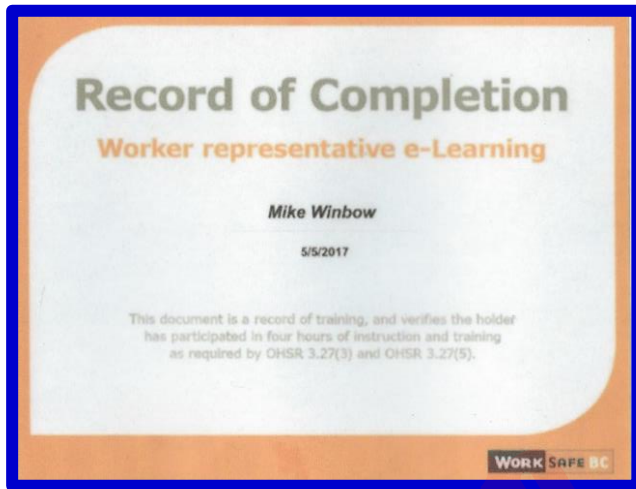 Record of Completion
Worker representative e-Learning
Mike Winbow
5/5/2017
This document is a record of training, and verifies the holder
has participated in four hours of instruction and training
as required by OHSR 3.27(3) and OHSR 3.27(5).
WORK SAFE BC